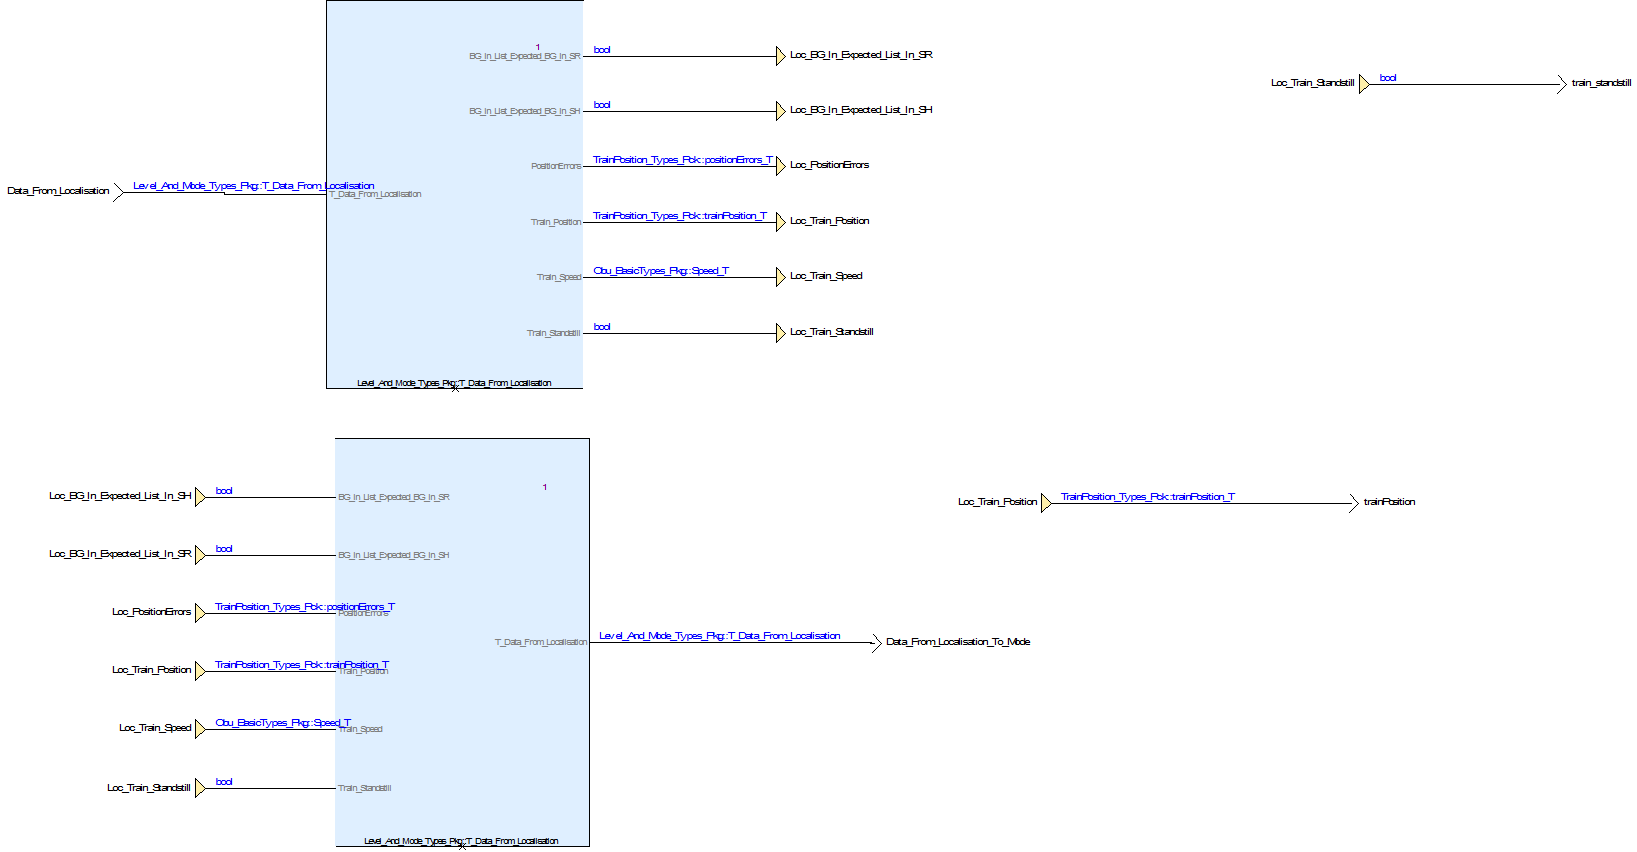 1
BG_In_List_Expected_BG_In_SR
bool
Loc_BG_In_Expected_List_In_SR
Loc_Train_Standstill
bool
train_standstill
BG_In_List_Expected_BG_In_SH
bool
Loc_BG_In_Expected_List_In_SH
PositionErrors
TrainPosition_Types_Pck::positionErrors_T
Loc_PositionErrors
Data_From_Localisation
Level_And_Mode_Types_Pkg::T_Data_From_Localisation
T_Data_From_Localisation
Train_Position
TrainPosition_Types_Pck::trainPosition_T
Loc_Train_Position
Train_Speed
Obu_BasicTypes_Pkg::Speed_T
Loc_Train_Speed
Train_Standstill
bool
Loc_Train_Standstill
Level_And_Mode_Types_Pkg::T_Data_From_Localisation
1
Loc_BG_In_Expected_List_In_SH
bool
BG_In_List_Expected_BG_In_SR
Loc_Train_Position
TrainPosition_Types_Pck::trainPosition_T
trainPosition
Loc_BG_In_Expected_List_In_SR
bool
BG_In_List_Expected_BG_In_SH
Loc_PositionErrors
TrainPosition_Types_Pck::positionErrors_T
PositionErrors
T_Data_From_Localisation
Level_And_Mode_Types_Pkg::T_Data_From_Localisation
Data_From_Localisation_To_Mode
Loc_Train_Position
TrainPosition_Types_Pck::trainPosition_T
Train_Position
Loc_Train_Speed
Obu_BasicTypes_Pkg::Speed_T
Train_Speed
Loc_Train_Standstill
bool
Train_Standstill
Level_And_Mode_Types_Pkg::T_Data_From_Localisation